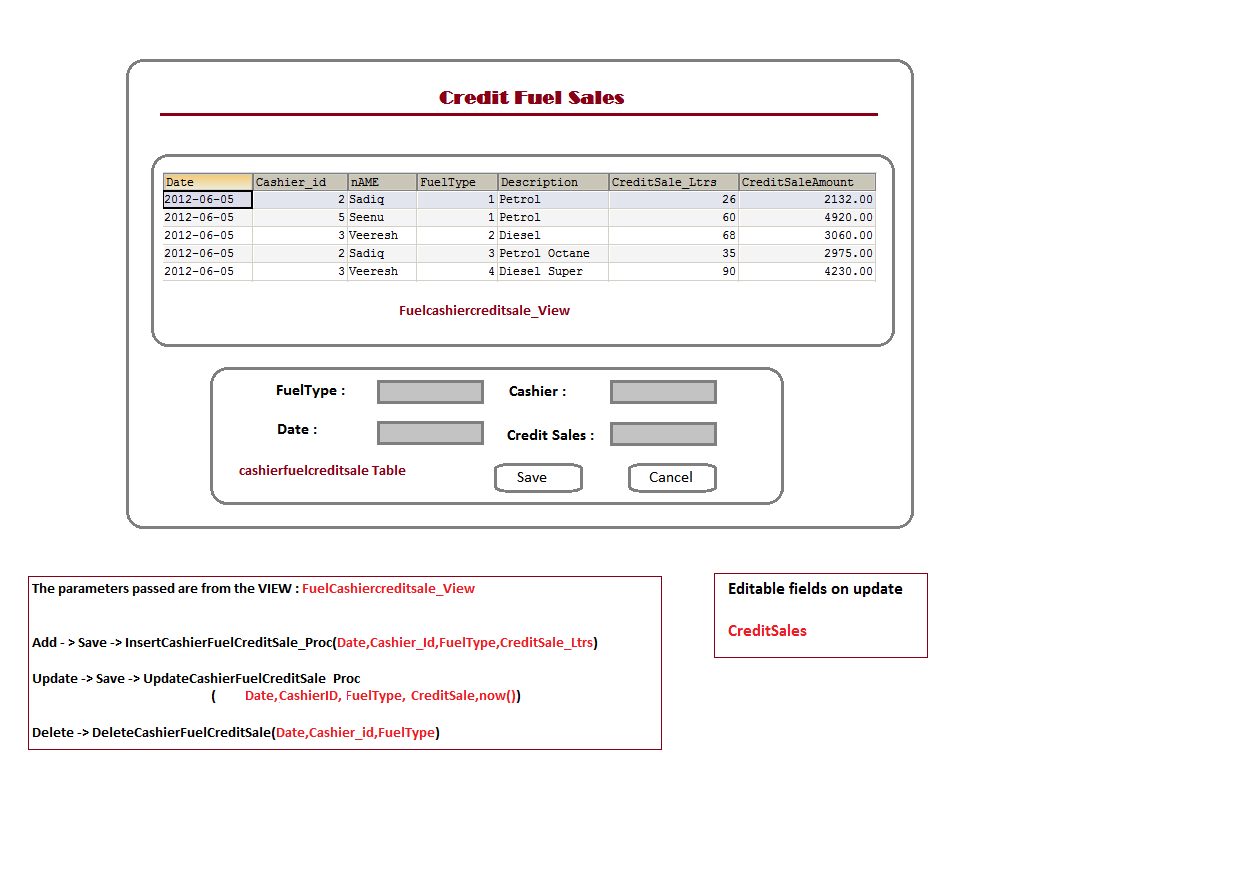 Credit Fuel Sales
Date Cashier_id nAME FuelType Description CreditSale_Ltrs CreditSaleAmount
2012-06-05 2 Sadiq 1 Petrol 26 2132.00
2012-06-05 5 Seenu 1 Petrol 60 4920.00
2012-06-05 3 Veeresh 2 Diesel 68 3060.00
2012-06-05 2 Sadiq 3 Petrol Octane 35 2975.00
2012-06-05 3 Veeresh 4 Diesel Super 90 4230.00
Fuelcashiercreditsale_View
FuelType : Cashier :
Date : Credit Sales :
cashierfuelcreditsale Table Save Cancel
The parameters passed are from the VIEW : FuelCashiercreditsale_View
Add - > Save -> InsertCashierFuelCreditSale_Proc(Date,Cashier_Id,FuelType,CreditSale_Ltrs)
Update -> Save -> UpdateCashierFuelCreditSale Proc
( Date,CashierID, FuelType, CreditSale,now())
Delete -> DeleteCashierFuelCreditSale(Date,Cashier_id,FuelType)
Editable fields on update
CreditSales